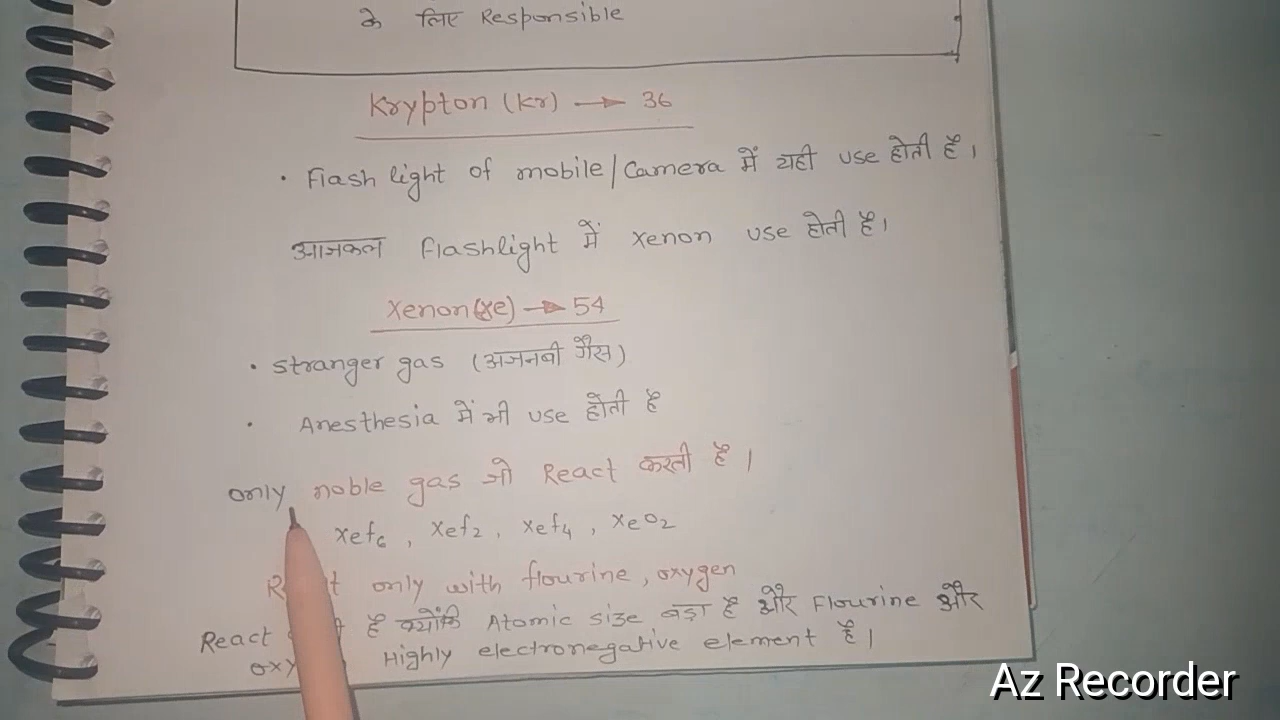 के लिए Responsible
Krypton (Kr) → 36
• Flash light of mobile/Camera में यही use होती है।
आजकल flashlight में xenon use होती है।
Xenon(Xe) → 54
• Stranger gas (अजनबी गैस)
• Anesthesia में भी use होती है
only noble gas जो React करती है।
Xef6, Xef2, Xef4, XeO2
only with flourine, oxygen
React है क्योंकि Atomic size बड़ा है और Flourine और
Highly electronegative element है।
Az Recorder